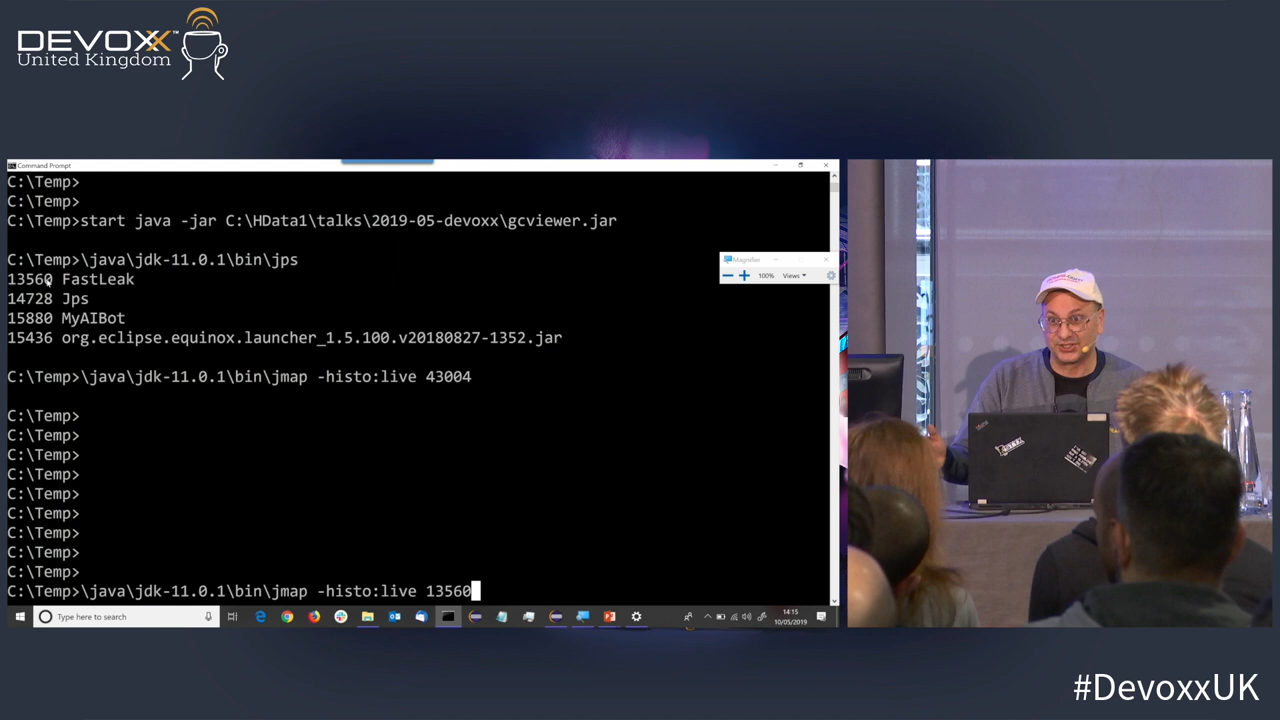 DEVOXX™
United Kingdom
Command Prompt
C:\Temp>
C:\Temp>
C:\Temp>start java -jar C:\HData1\talks\2019-05-devoxx\gcviewer.jar
C:\Temp>\java\jdk-11.0.1\bin\jps
13560 FastLeak
14728 Jps
15880 MyAIBot
15436 org.eclipse.equinox.launcher_1.5.100.v20180827-1352.jar
C:\Temp>\java\jdk-11.0.1\bin\jmap -histo:live 43004
C:\Temp>
C:\Temp>
C:\Temp>
C:\Temp>
C:\Temp>
C:\Temp>
C:\Temp>
C:\Temp>
C:\Temp>
C:\Temp>\java\jdk-11.0.1\bin\jmap -histo:live 13560
Magnifier
100% Views
Type here to search
14:15
10/05/2019
#DevoxxUK